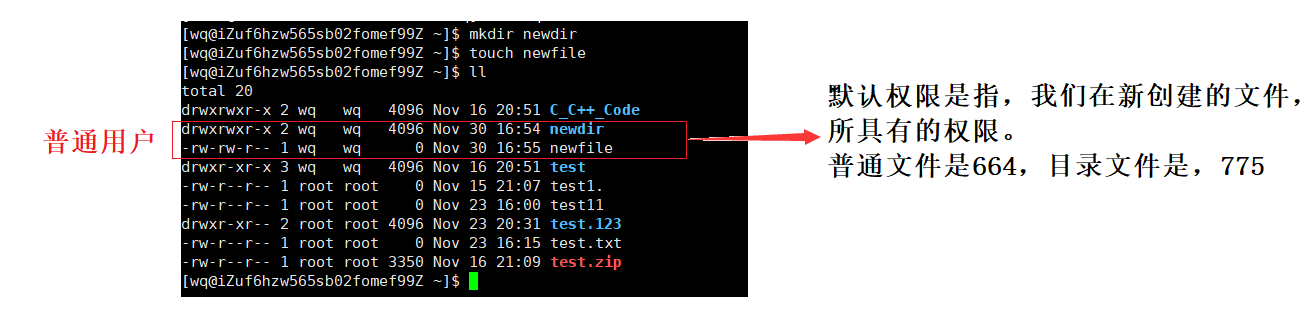 [wq@iZuf6hzw565sb02fomef99Z ~]$ mkdir newdir
[wq@iZuf6hzw565sb02fomef99Z ~]$ touch newfile
[wq@iZuf6hzw565sb02fomef99Z ~]$ ll
total 20
drwxrwxr-x 2 wq   wq   4096 Nov 16 20:51 C_C++_Code
drwxrwxr-x 2 wq   wq   4096 Nov 30 16:54 newdir
-rw-rw-r-- 1 wq   wq      0 Nov 30 16:55 newfile
drwxr-xr-x 3 wq   wq   4096 Nov 16 20:51 test
-rw-r--r-- 1 root root    0 Nov 15 21:07 test1.
-rw-r--r-- 1 root root    0 Nov 23 16:00 test11
drwxr-xr-- 2 root root 4096 Nov 23 20:31 test.123
-rw-r--r-- 1 root root    0 Nov 23 16:15 test.txt
-rw-r--r-- 1 root root 3350 Nov 16 21:09 test.zip
[wq@iZuf6hzw565sb02fomef99Z ~]$
普通用户
默认权限是指，我们在新创建的文件，
所具有的权限。
普通文件是664，目录文件是，775